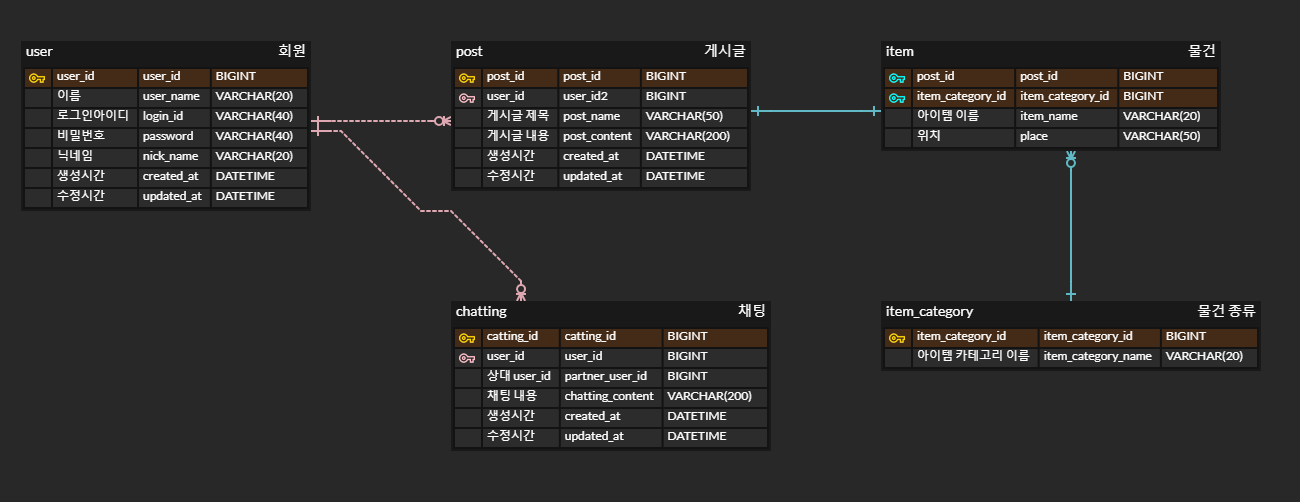 user 회원
user_id user_id BIGINT
이름 user_name VARCHAR(20)
로그인아이디 login_id VARCHAR(40)
비밀번호 password VARCHAR(40)
닉네임 nick_name VARCHAR(20)
생성시간 created_at DATETIME
수정시간 updated_at DATETIME
post 게시글
post_id post_id BIGINT
user_id user_id2 BIGINT
게시글 제목 post_name VARCHAR(50)
게시글 내용 post_content VARCHAR(200)
생성시간 created_at DATETIME
수정시간 updated_at DATETIME
item 물건
post_id post_id BIGINT
item_category_id item_category_id BIGINT
아이템 이름 item_name VARCHAR(20)
위치 place VARCHAR(50)
chatting 채팅
catting_id catting_id BIGINT
user_id user_id BIGINT
상대 user_id partner_user_id BIGINT
채팅 내용 chatting_content VARCHAR(200)
생성시간 created_at DATETIME
수정시간 updated_at DATETIME
item_category 물건 종류
item_category_id item_category_id BIGINT
아이템 카테고리 이름 item_category_name VARCHAR(20)